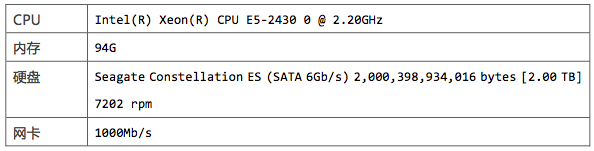 CPU Intel(R) Xeon(R) CPU E5-2430 0 @ 2.20GHz
内存 94G
硬盘 Seagate Constellation ES (SATA 6Gb/s) 2,000,398,934,016 bytes [2.00 TB]
7202 rpm
网卡 1000Mb/s